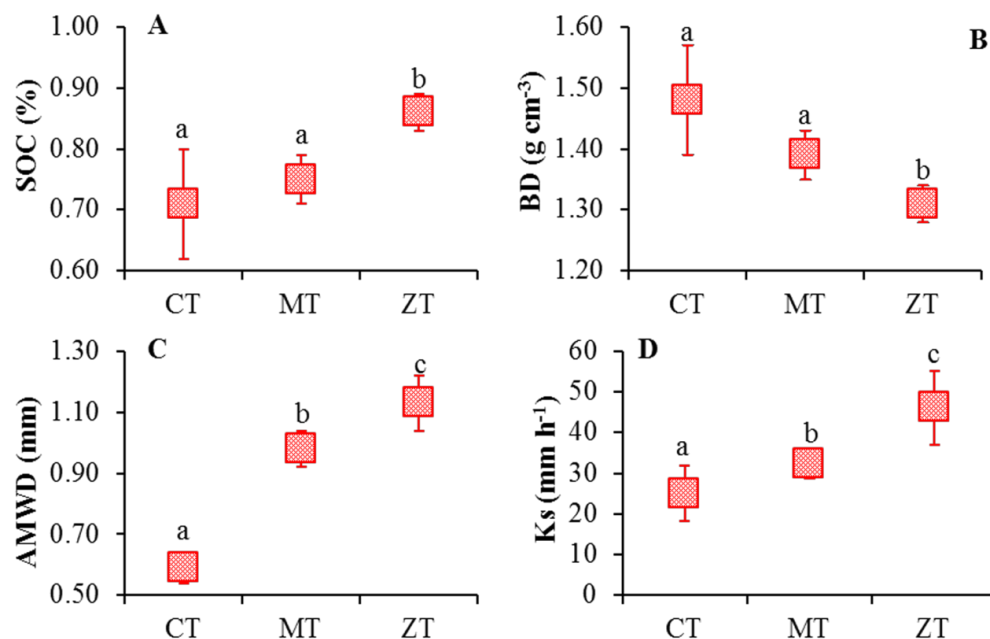 A
SOC (%)
1.00
0.90
0.80
0.70
0.60
a
a
b
CT MT ZT
B
BD (g cm-3)
1.60
1.50
1.40
1.30
1.20
a
a
b
CT MT ZT
C
AMWD (mm)
1.30
1.10
0.90
0.70
0.50
a
b
c
CT MT ZT
D
Ks (mm h-1)
60
50
40
30
20
10
0
a
b
c
CT MT ZT